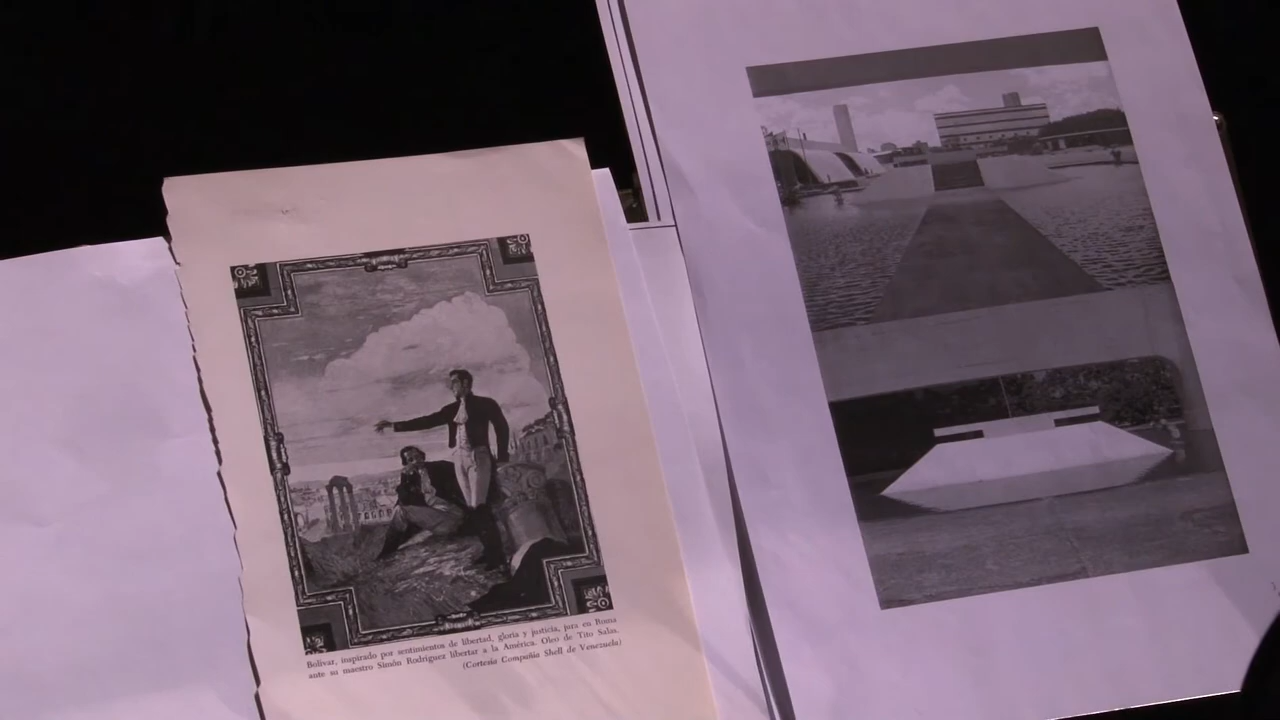 Bolívar, inspirado por sentimientos de libertad, gloria y justicia, jura en Roma
ante su maestro Simón Rodríguez libertar a la América. Oleo de Tito Salas.
(Cortesía Compañía Shell de Venezuela)